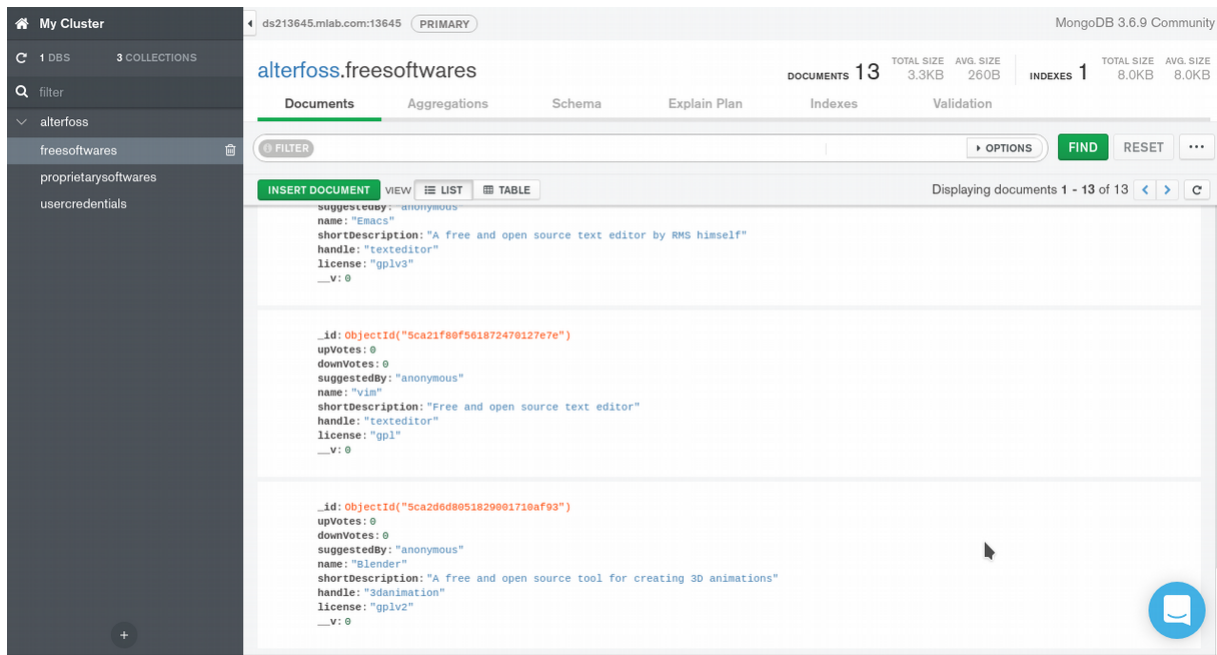 My Cluster
ds213645.mlab.com:13645 PRIMARY MongoDB 3.6.9 Community
1 DBS 3 COLLECTIONS
filter
alterfoss
freesoftwares
proprietarysoftwares
usercredentials
+
alterfoss.freesoftwares
DOCUMENTS 13 TOTAL SIZE 3.3KB AVG. SIZE 260B INDEXES 1 TOTAL SIZE 8.0KB AVG. SIZE 8.0KB
Documents Aggregations Schema Explain Plan Indexes Validation
FILTER OPTIONS FIND RESET ...
INSERT DOCUMENT VIEW LIST TABLE Displaying documents 1 - 13 of 13
suggestedBy: "anonymous"
name: "Emacs"
shortDescription: "A free and open source text editor by RMS himself"
handle: "texteditor"
license: "gplv3"
__v: 0
_id: ObjectId("5ca21f80f561872470127e7e")
upVotes: 0
downVotes: 0
suggestedBy: "anonymous"
name: "vim"
shortDescription: "Free and open source text editor"
handle: "texteditor"
license: "gpl"
__v: 0
_id: ObjectId("5ca2d6d8051829001710af93")
upVotes: 0
downVotes: 0
suggestedBy: "anonymous"
name: "Blender"
shortDescription: "A free and open source tool for creating 3D animations"
handle: "3danimation"
license: "gplv2"
__v: 0